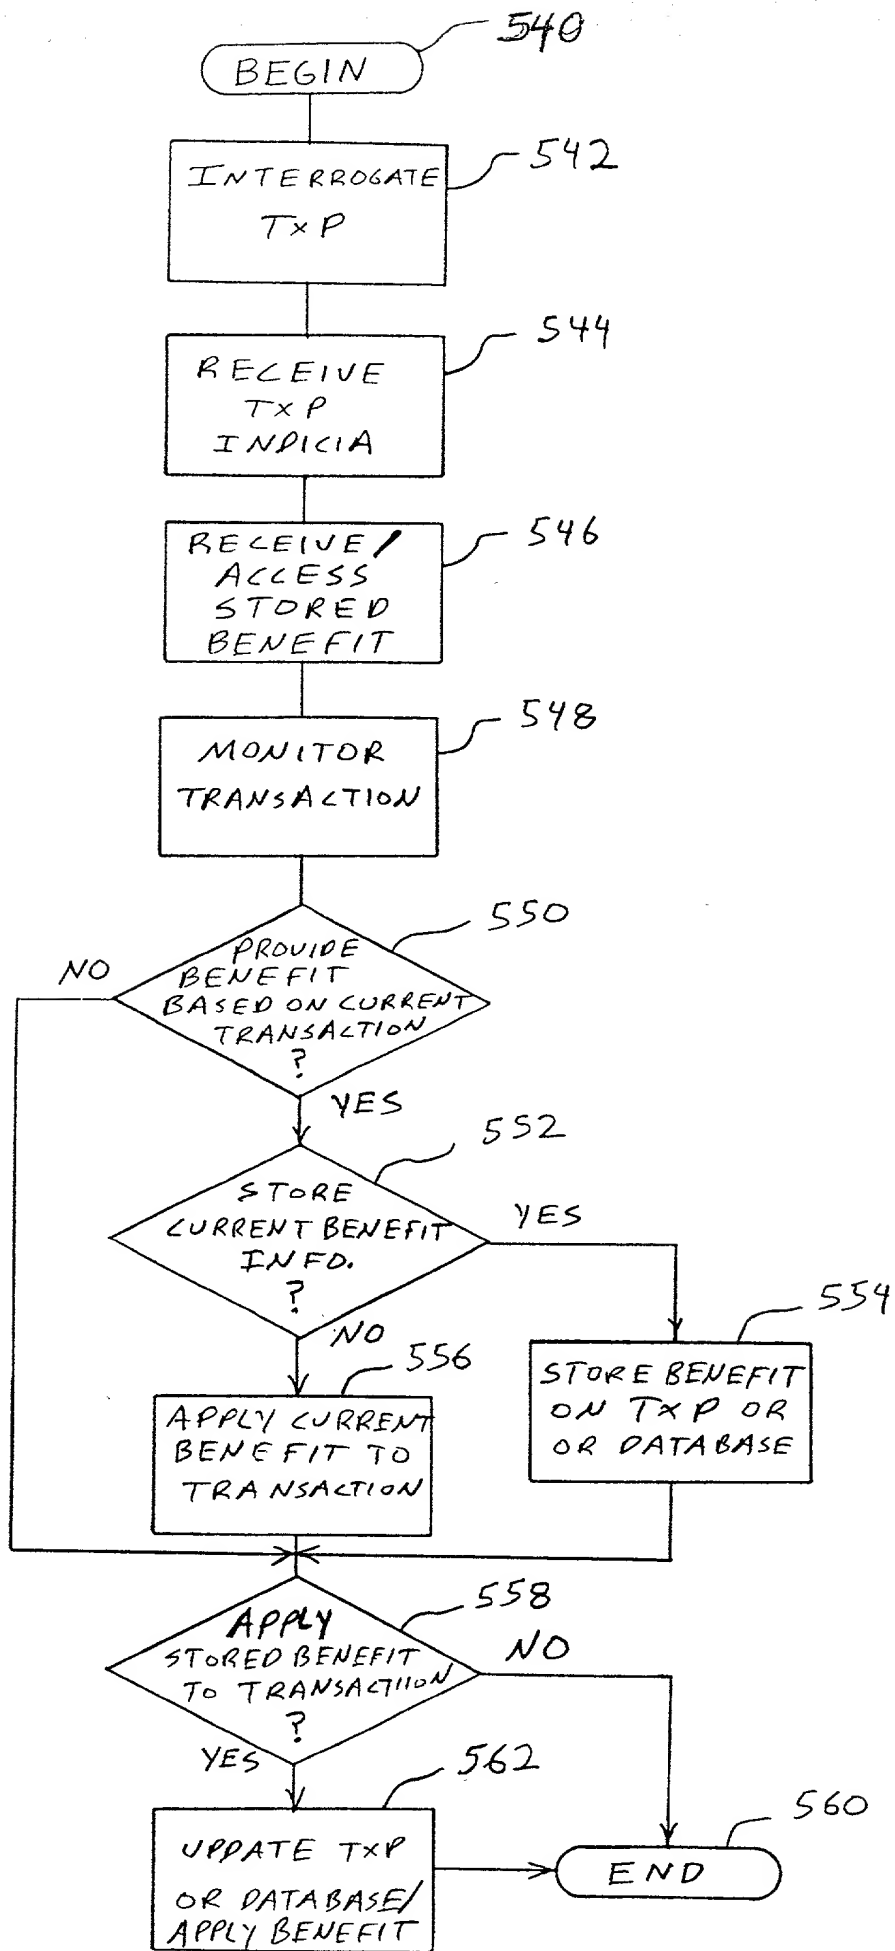 540
BEGIN
542
INTERROGATE
TXP
544
RECEIVE
TXP
INDICIA
546
RECEIVE/
ACCESS
STORED
BENEFIT
548
MONITOR
TRANSACTION
550
NO
PROVIDE
BENEFIT
BASED ON CURRENT
TRANSACTION
?
YES
552
STORE
CURRENT BENEFIT
INFO.
?
YES
NO
554
STORE BENEFIT
ON TXP OR
OR DATABASE
556
APPLY CURRENT
BENEFIT TO
TRANSACTION
558
APPLY
STORED BENEFIT
TO TRANSACTIION
?
NO
YES
562
UPDATE TXP
OR DATABASE/
APPLY BENEFIT
560
END